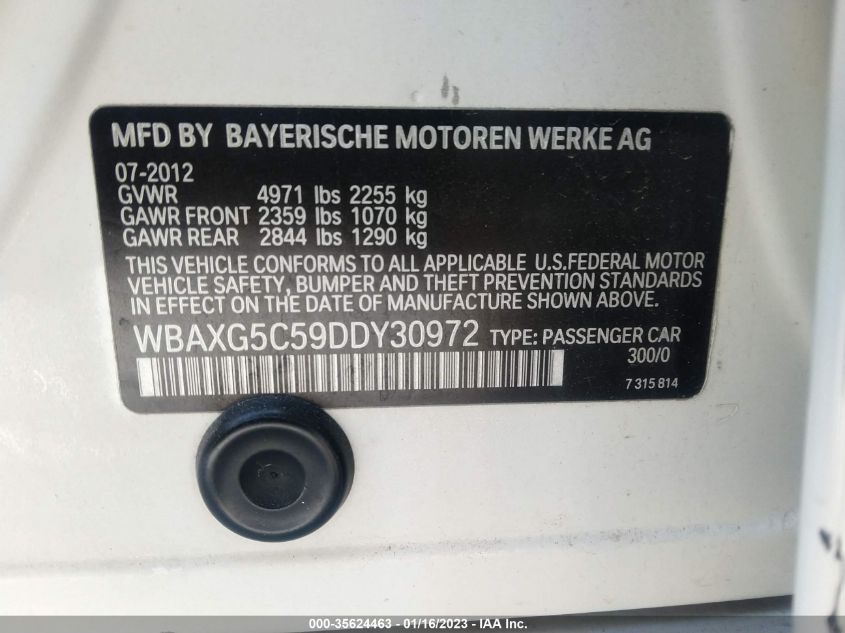 MFD BY BAYERISCHE MOTOREN WERKE AG
07-2012
GVWR 4971 lbs 2255 kg
GAWR FRONT 2359 lbs 1070 kg
GAWR REAR 2844 lbs 1290 kg
THIS VEHICLE CONFORMS TO ALL APPLICABLE U.S.FEDERAL MOTOR
VEHICLE SAFETY, BUMPER AND THEFT PREVENTION STANDARDS
IN EFFECT ON THE DATE OF MANUFACTURE SHOWN ABOVE.
WBAXG5C59DDY30972 TYPE: PASSENGER CAR
300/0
7 315 814
000-35624463 - 01/16/2023 - IAA Inc.